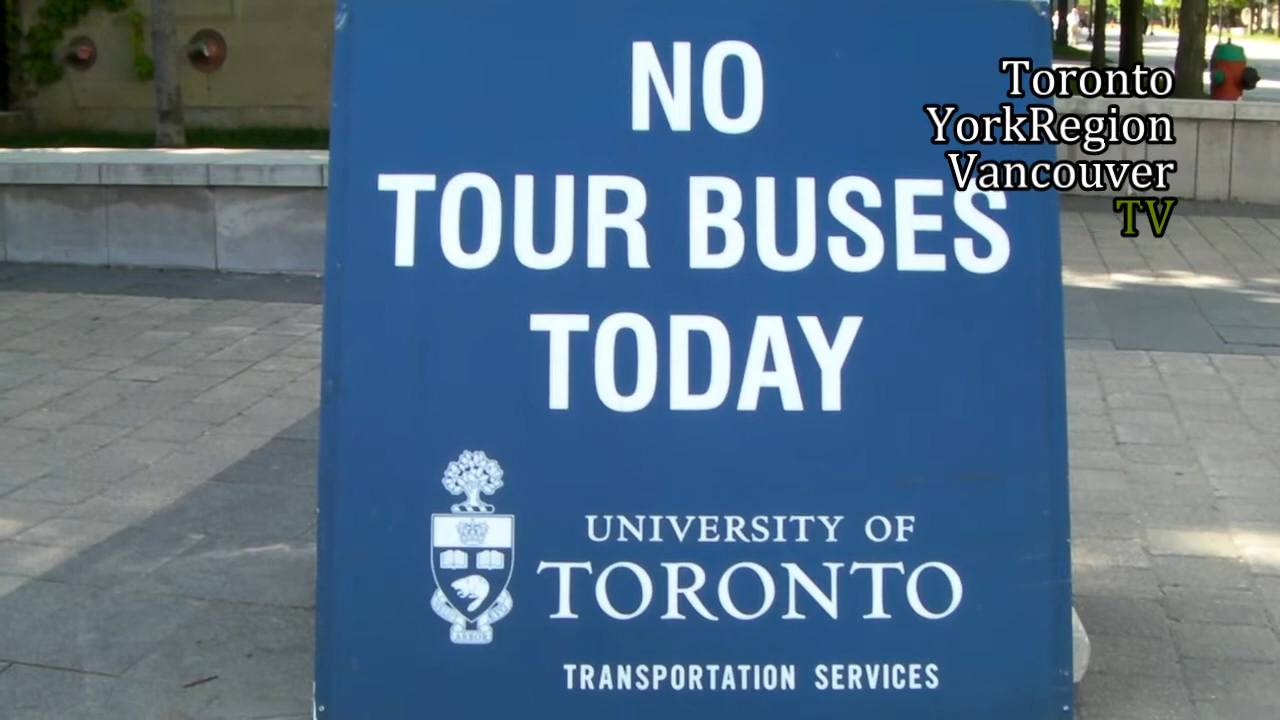 NO
TOUR BUSES
TODAY
UNIVERSITY OF
TORONTO
TRANSPORTATION SERVICES
Toronto
YorkRegion
Vancouver
TV